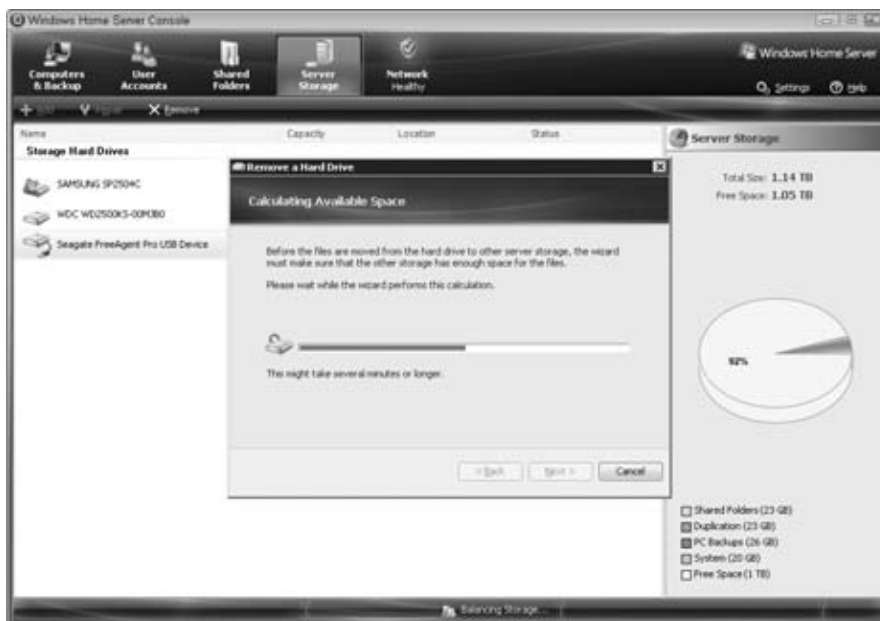 Windows Home Server Console
Computers & Backup
User Accounts
Shared Folders
Server Storage
Network Healthy
Windows Home Server
Settings
Help
Add
Repair
Remove
Name
Capacity
Location
Status
Storage Hard Drives
SAMSUNG SP2504C
WDC WD2500KS-00MJB0
Seagate FreeAgent Pro USB Device
Remove a Hard Drive
Calculating Available Space
Before the files are moved from the hard drive to other server storage, the wizard
must make sure that the other storage has enough space for the files.
Please wait while the wizard performs this calculation.
This might take several minutes or longer.
< Back
Next >
Cancel
Server Storage
Total Size: 1.14 TB
Free Space: 1.05 TB
92%
Shared Folders (23 GB)
Duplication (23 GB)
PC Backups (26 GB)
System (20 GB)
Free Space (1 TB)
Balancing Storage...